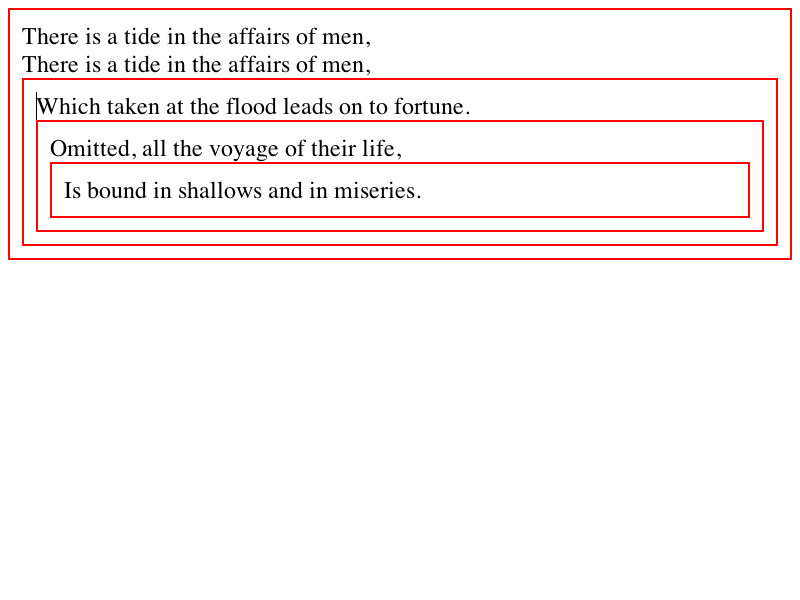 There is a tide in the affairs of men,
There is a tide in the affairs of men,
Which taken at the flood leads on to fortune.
Omitted, all the voyage of their life,
Is bound in shallows and in miseries.